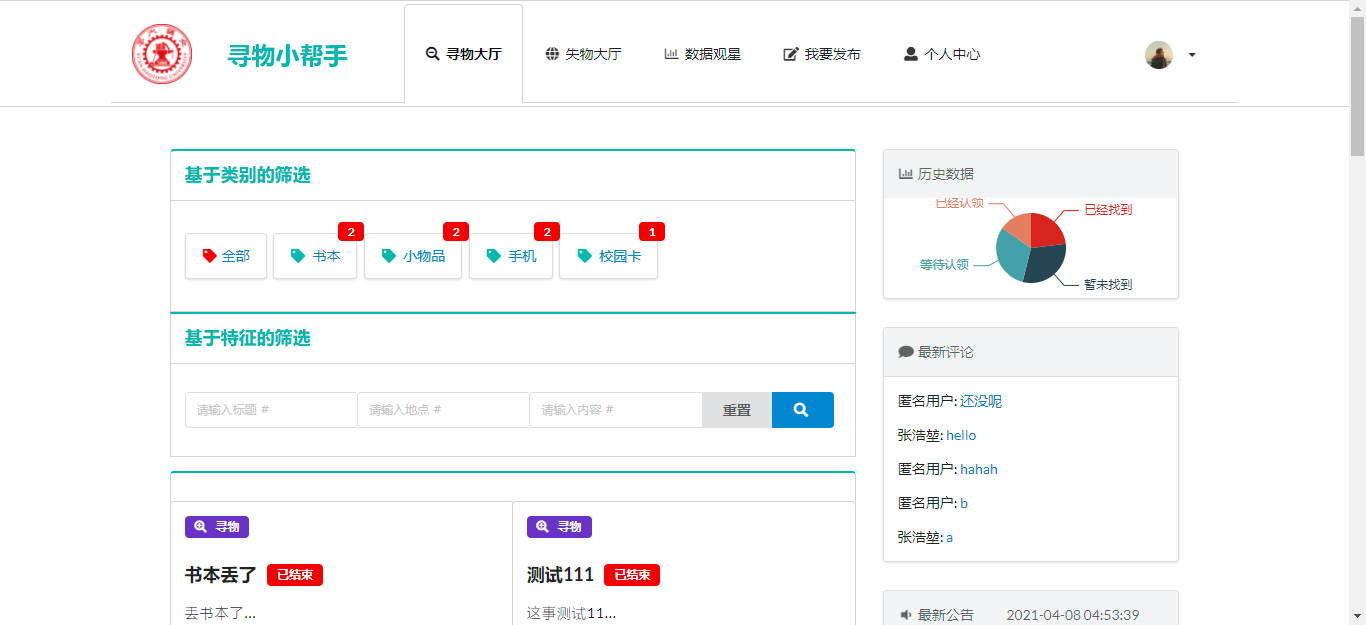 寻物小帮手
寻物大厅
失物大厅
数据观星
我要发布
个人中心
基于类别的筛选
全部
书本 2
小物品 2
手机 2
校园卡 1
基于特征的筛选
请输入标题 #
请输入地点 #
请输入内容 #
重置
寻物
书本丢了 已结束
丢书本了...
寻物
测试111 已结束
这事测试11...
历史数据
已经认领
已经找到
等待认领
暂未找到
最新评论
匿名用户: 还没呢
张浩堃: hello
匿名用户: hahah
匿名用户: b
张浩堃: a
最新公告 2021-04-08 04:53:39